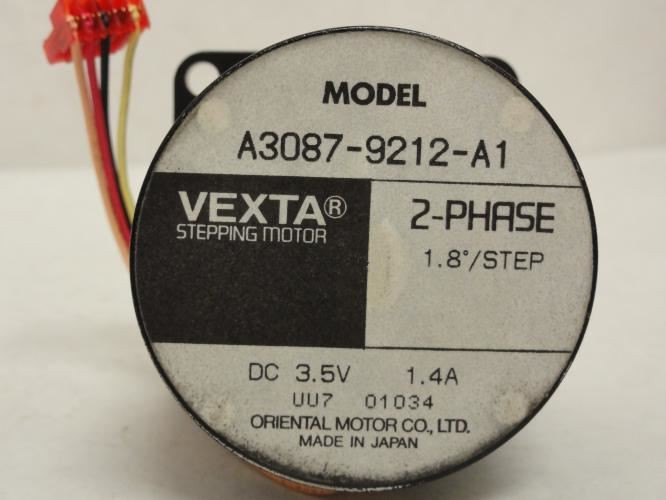 MODEL
A3087-9212-A1
VEXTA®
STEPPING MOTOR
2-PHASE
1.8°/STEP
DC 3.5V 1.4A
UU7 01034
ORIENTAL MOTOR CO., LTD.
MADE IN JAPAN